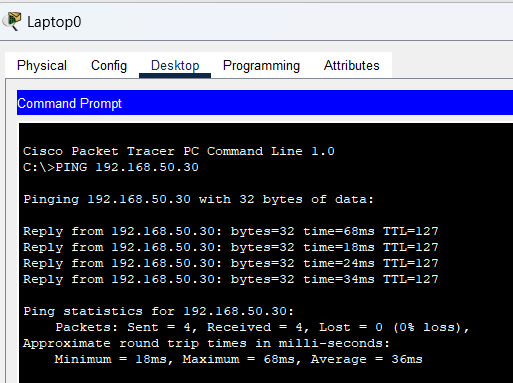 Laptop0
Physical Config Desktop Programming Attributes
Command Prompt
Cisco Packet Tracer PC Command Line 1.0
C:\>PING 192.168.50.30
Pinging 192.168.50.30 with 32 bytes of data:
Reply from 192.168.50.30: bytes=32 time=68ms TTL=127
Reply from 192.168.50.30: bytes=32 time=18ms TTL=127
Reply from 192.168.50.30: bytes=32 time=24ms TTL=127
Reply from 192.168.50.30: bytes=32 time=34ms TTL=127
Ping statistics for 192.168.50.30:
Packets: Sent = 4, Received = 4, Lost = 0 (0% loss),
Approximate round trip times in milli-seconds:
Minimum = 18ms, Maximum = 68ms, Average = 36ms